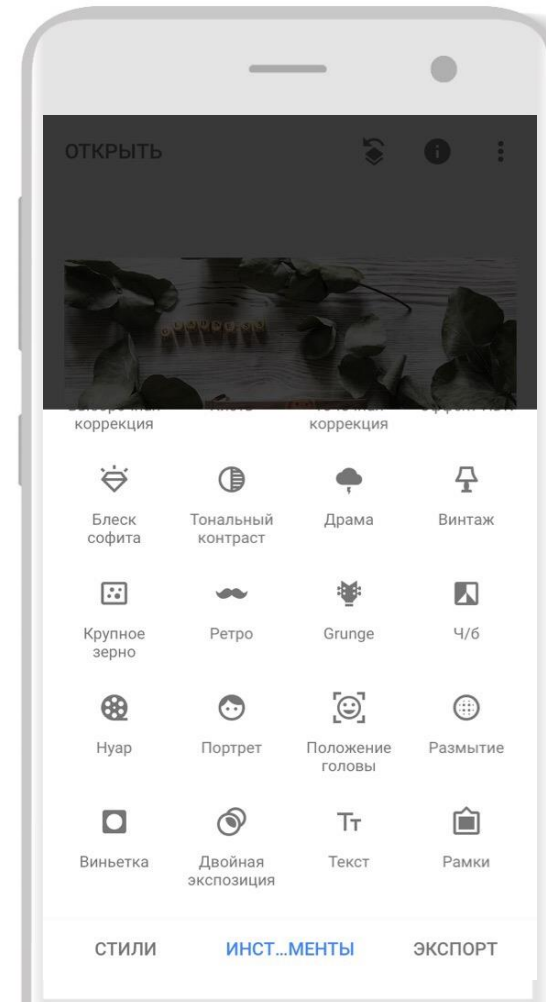 ОТКРЫТЬ
коррекция
коррекция
Блеск
софита
Тональный
контраст
Драма
Винтаж
Крупное
зерно
Ретро
Grunge
Ч/б
Нуар
Портрет
Положение
головы
Размытие
Виньетка
Двойная
экспозиция
Текст
Рамки
СТИЛИ
ИНСТ...МЕНТЫ
ЭКСПОРТ